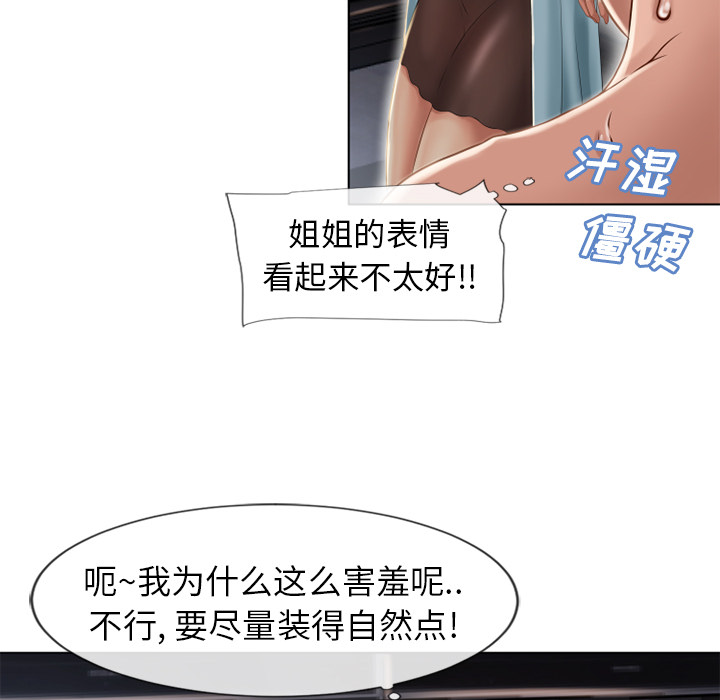 汗湿
僵硬
姐姐的表情
看起来不太好!!
呃~我为什么这么害羞呢..
不行, 要尽量装得自然点!